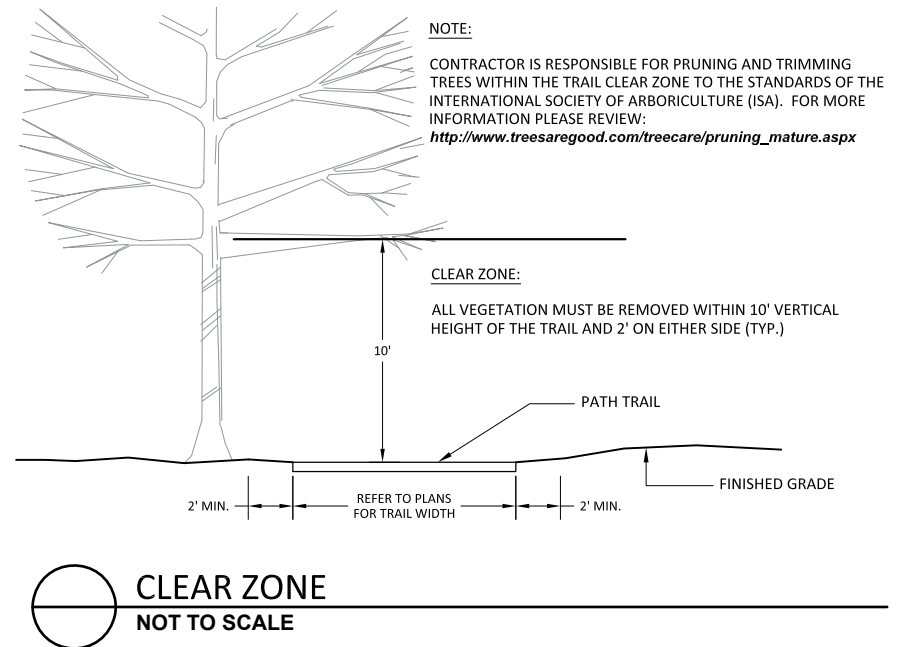 NOTE:
CONTRACTOR IS RESPONSIBLE FOR PRUNING AND TRIMMING
TREES WITHIN THE TRAIL CLEAR ZONE TO THE STANDARDS OF THE
INTERNATIONAL SOCIETY OF ARBORICULTURE (ISA).  FOR MORE
INFORMATION PLEASE REVIEW:
http://www.treesaregood.com/treecare/pruning_mature.aspx
CLEAR ZONE:
ALL VEGETATION MUST BE REMOVED WITHIN 10' VERTICAL
HEIGHT OF THE TRAIL AND 2' ON EITHER SIDE (TYP.)
10'
PATH TRAIL
FINISHED GRADE
2' MIN.
REFER TO PLANS
FOR TRAIL WIDTH
2' MIN.
CLEAR ZONE
NOT TO SCALE